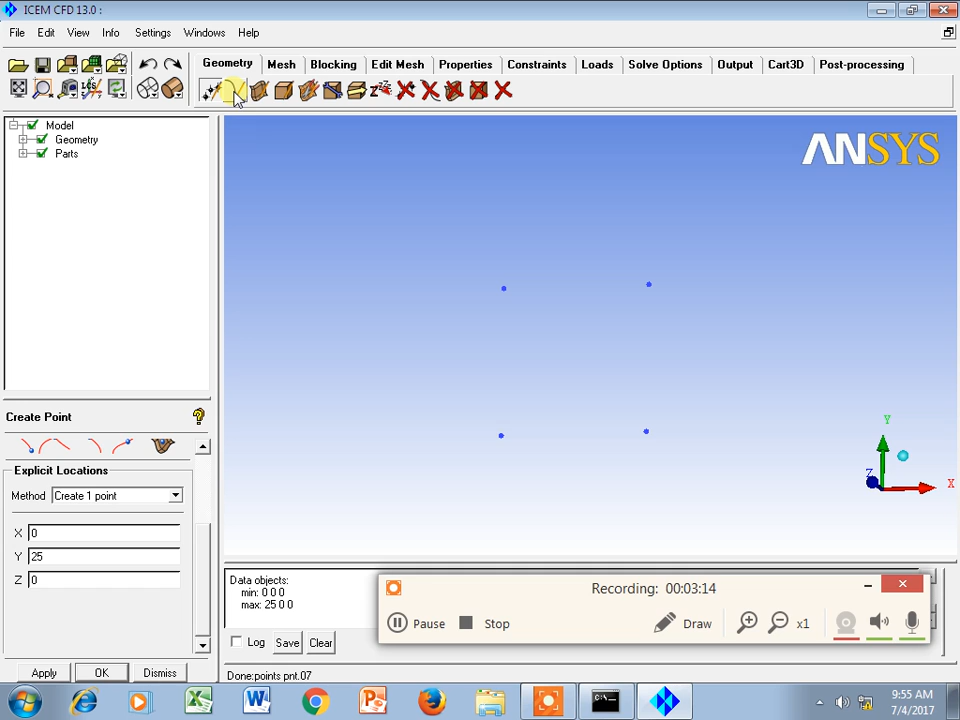 ICEM CFD 13.0 :
File Edit View Info Settings Windows Help
Geometry Mesh Blocking Edit Mesh Properties Constraints Loads Solve Options Output Cart3D Post-processing
LCS
Model
Geometry
Parts
ANSYS
Create Point
Explicit Locations
Method Create 1 point
X 0
Y 25
Z 0
Apply OK Dismiss
Y
Z
X
Data objects:
min: 0 0 0
max: 25 0 0
Log Save Clear
Done:points pnt.07
Recording: 00:03:14
Pause Stop Draw x1
9:55 AM
7/4/2017